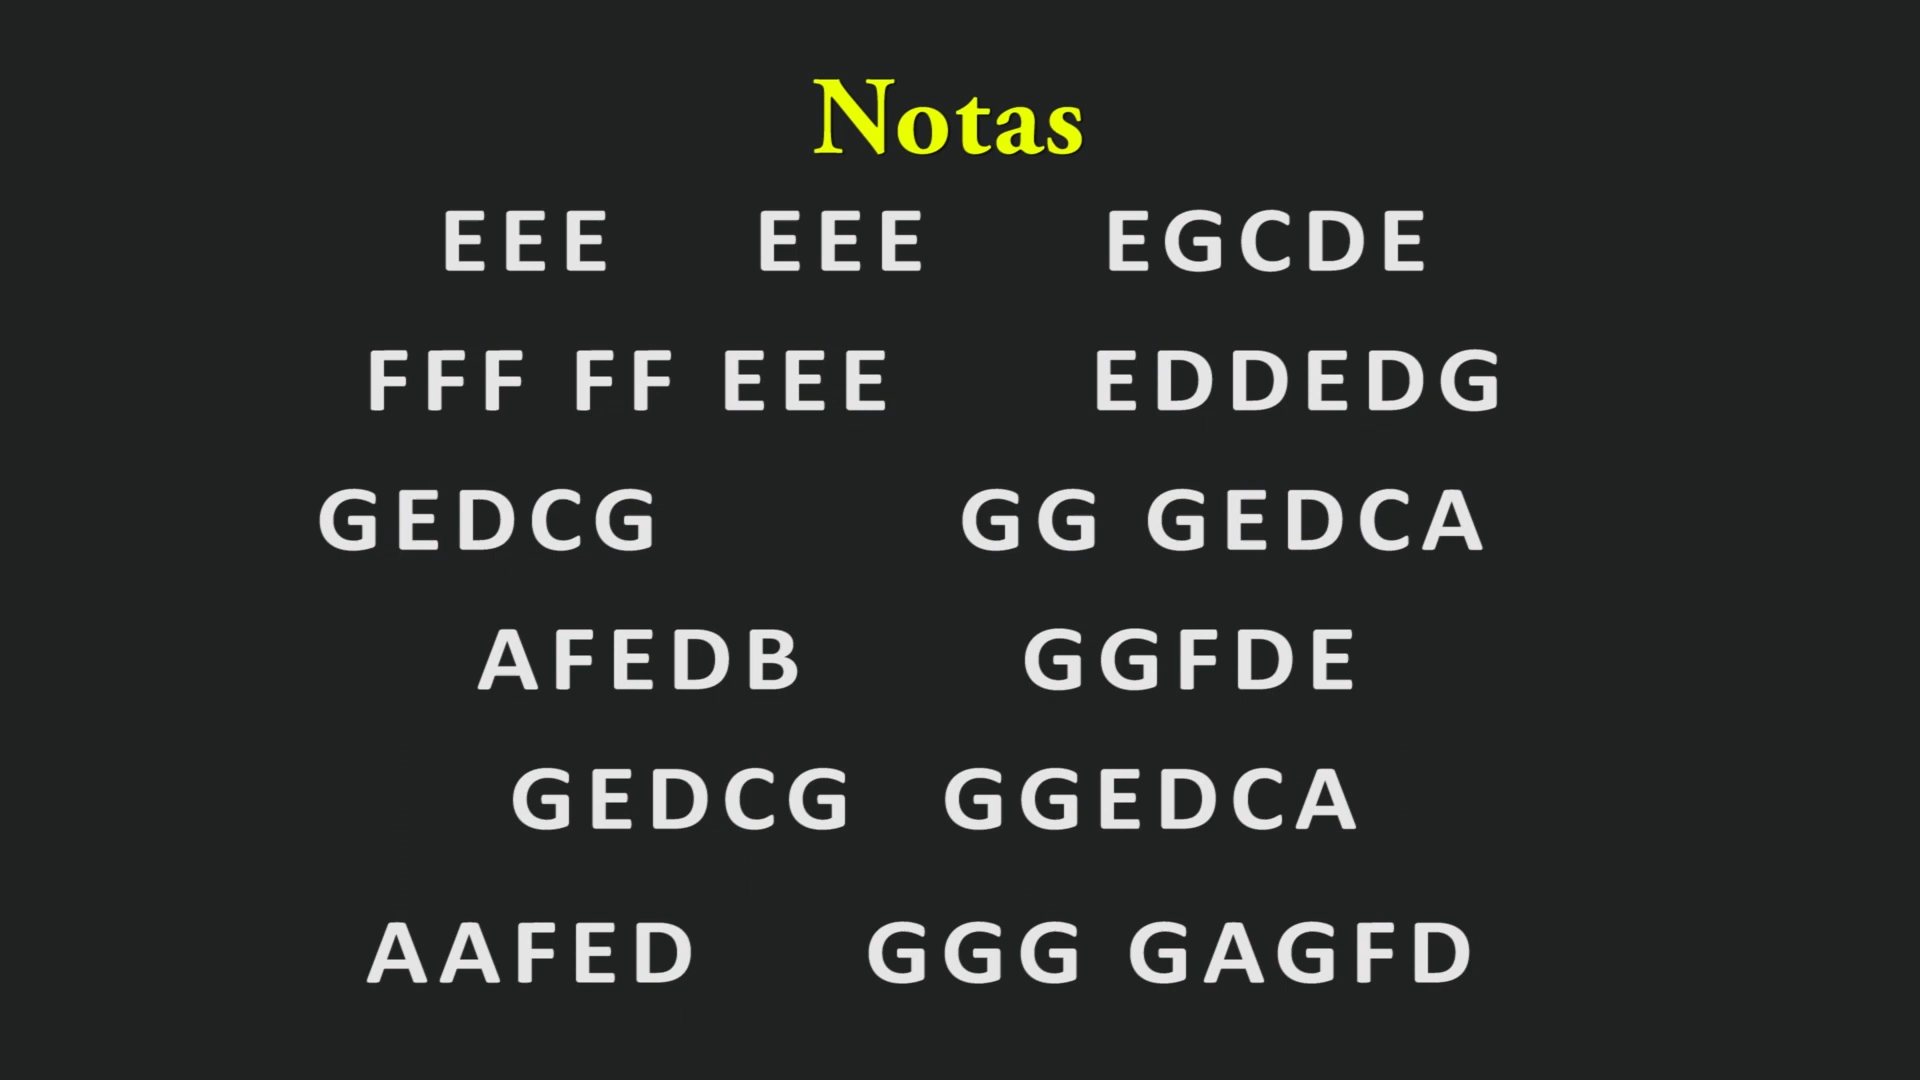 Notas
EEE EEE EGCDE
FFF FF EEE EDDEDG
GEDCG GG GEDCA
AFEDB GGFDE
GEDCG GGEDCA
AAFED GGG GAGFD